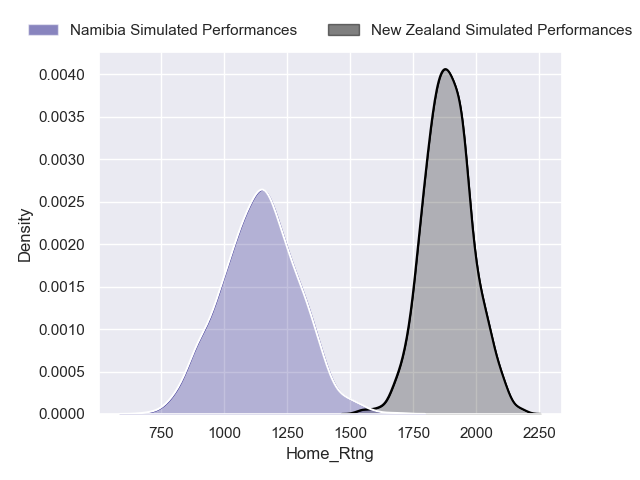 Namibia Simulated Performances New Zealand Simulated Performances
0.0040
0.0035
0.0030
0.0025
0.0020
0.0015
0.0010
0.0005
0.0000
Density
750 1000 1250 1500 1750 2000 2250
Home_Rtng